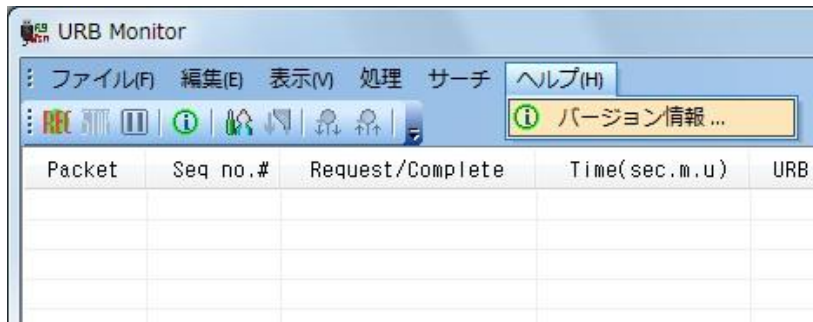 URB Monitor
ファイル(F) 編集(E) 表示(V) 処理 サーチ ヘルプ(H)
REC
バージョン情報...
Packet Seq no.# Request/Complete Time(sec.m.u) URB